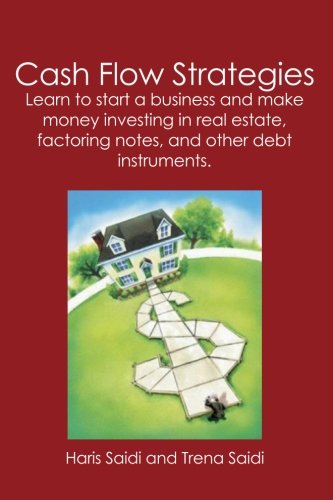 Cash Flow Strategies
Learn to start a business and make
money investing in real estate,
factoring notes, and other debt
instruments.
Haris Saidi and Trena Saidi